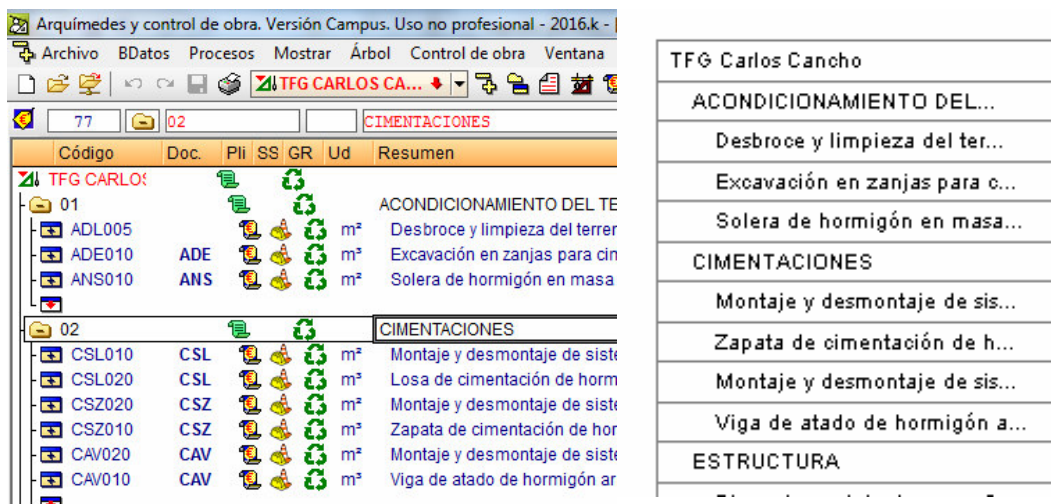 Arquímedes y control de obra. Versión Campus. Uso no profesional - 2016.k -
Archivo BDatos Procesos Mostrar Árbol Control de obra Ventana
TFG CARLOS CA...
77 02 CIMENTACIONES
Código Doc. Pli SS GR Ud Resumen
TFG CARLOS
01 ACONDICIONAMIENTO DEL TE
ADL005 m² Desbroce y limpieza del terrer
ADE010 ADE m³ Excavación en zanjas para cim
ANS010 ANS m² Solera de hormigón en masa
02 CIMENTACIONES
CSL010 CSL m² Montaje y desmontaje de siste
CSL020 CSL m³ Losa de cimentación de horm
CSZ020 CSZ m² Montaje y desmontaje de siste
CSZ010 CSZ m³ Zapata de cimentación de hor
CAV020 CAV m² Montaje y desmontaje de siste
CAV010 CAV m³ Viga de atado de hormigón ar
TFG Carlos Cancho
ACONDICIONAMIENTO DEL...
Desbroce y limpieza del ter...
Excavación en zanjas para c...
Solera de hormigón en masa...
CIMENTACIONES
Montaje y desmontaje de sis...
Zapata de cimentación de h...
Montaje y desmontaje de sis...
Viga de atado de hormigón a...
ESTRUCTURA